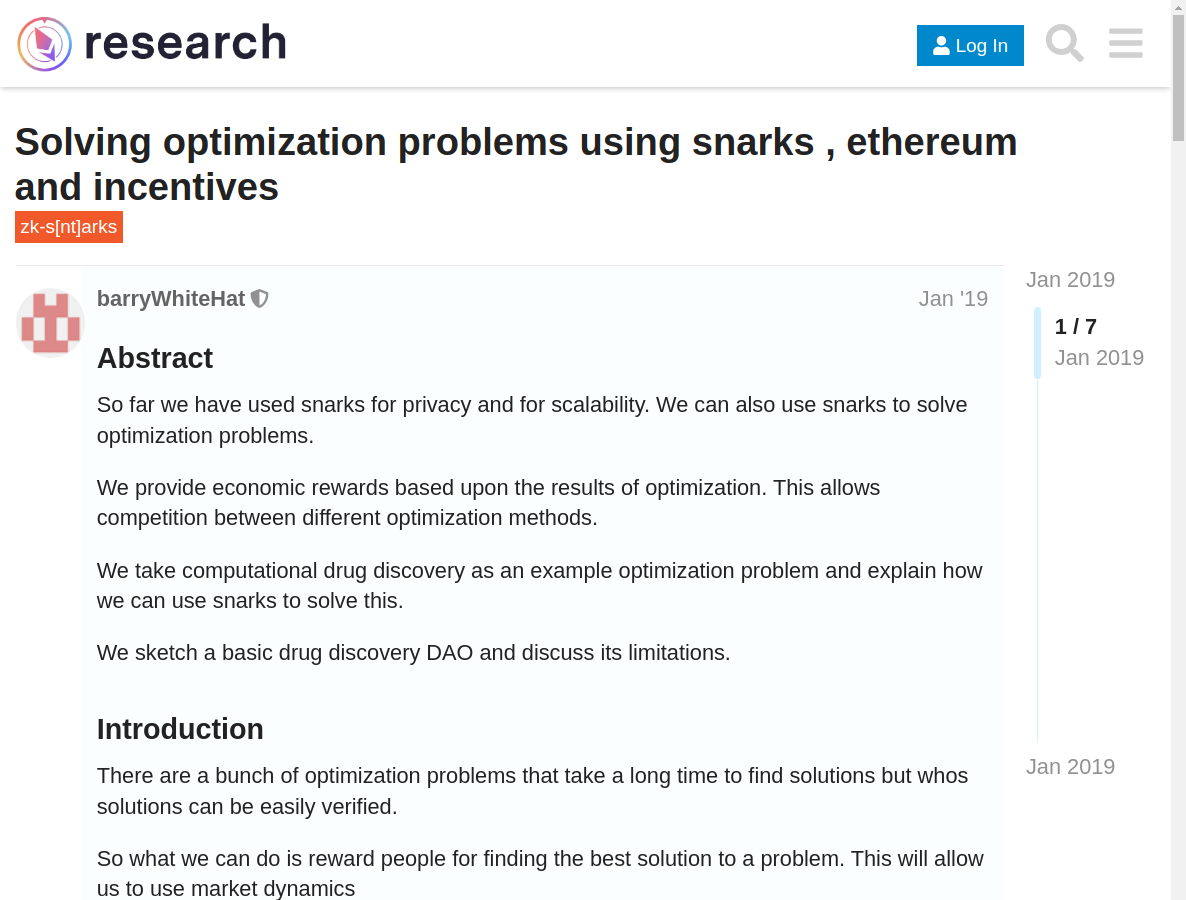 research
Log In
Solving optimization problems using snarks , ethereum
and incentives
zk-s[nt]arks
barryWhiteHat
Jan '19
Jan 2019
1 / 7
Jan 2019
Abstract
So far we have used snarks for privacy and for scalability. We can also use snarks to solve
optimization problems.
We provide economic rewards based upon the results of optimization. This allows
competition between different optimization methods.
We take computational drug discovery as an example optimization problem and explain how
we can use snarks to solve this.
We sketch a basic drug discovery DAO and discuss its limitations.
Introduction
Jan 2019
There are a bunch of optimization problems that take a long time to find solutions but whos
solutions can be easily verified.
So what we can do is reward people for finding the best solution to a problem. This will allow
us to use market dynamics